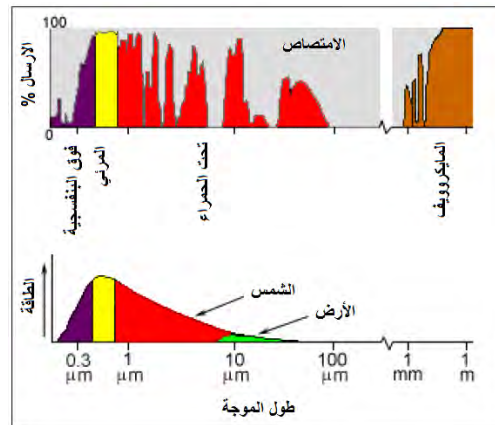 100
الامتصاص
الارسال %
0
فوق البنفسجية
المرئي
تحت الحمراء
المايكروويف
الطاقة
الشمس
الأرض
0.3 1 10 100 1 1
μm μm μm μm mm m
طول الموجة